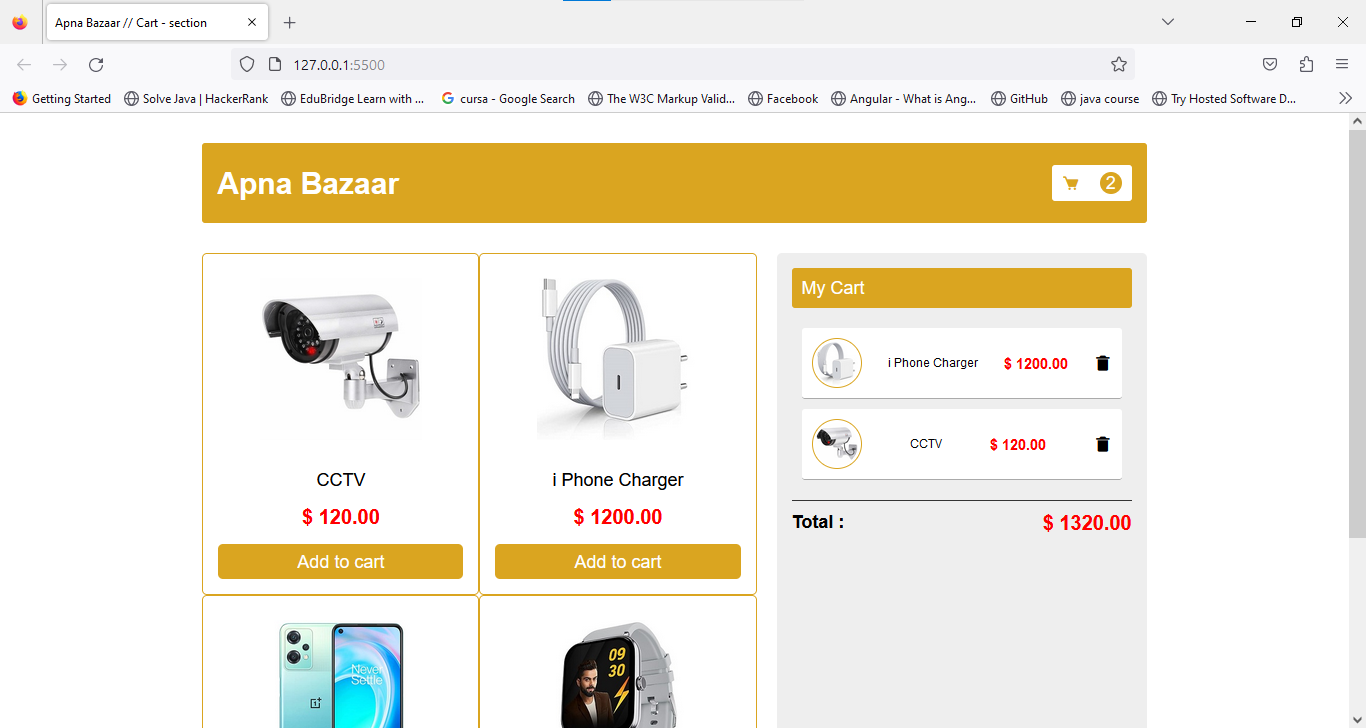 Apna Bazaar // Cart - section
127.0.0.1:5500
Getting Started
Solve Java | HackerRank
EduBridge Learn with ...
cursa - Google Search
The W3C Markup Valid...
Facebook
Angular - What is Ang...
GitHub
java course
Try Hosted Software D...
Apna Bazaar
2
CCTV
$ 120.00
Add to cart
i Phone Charger
$ 1200.00
Add to cart
Never
Settle
09
30
My Cart
i Phone Charger
$ 1200.00
CCTV
$ 120.00
Total :
$ 1320.00